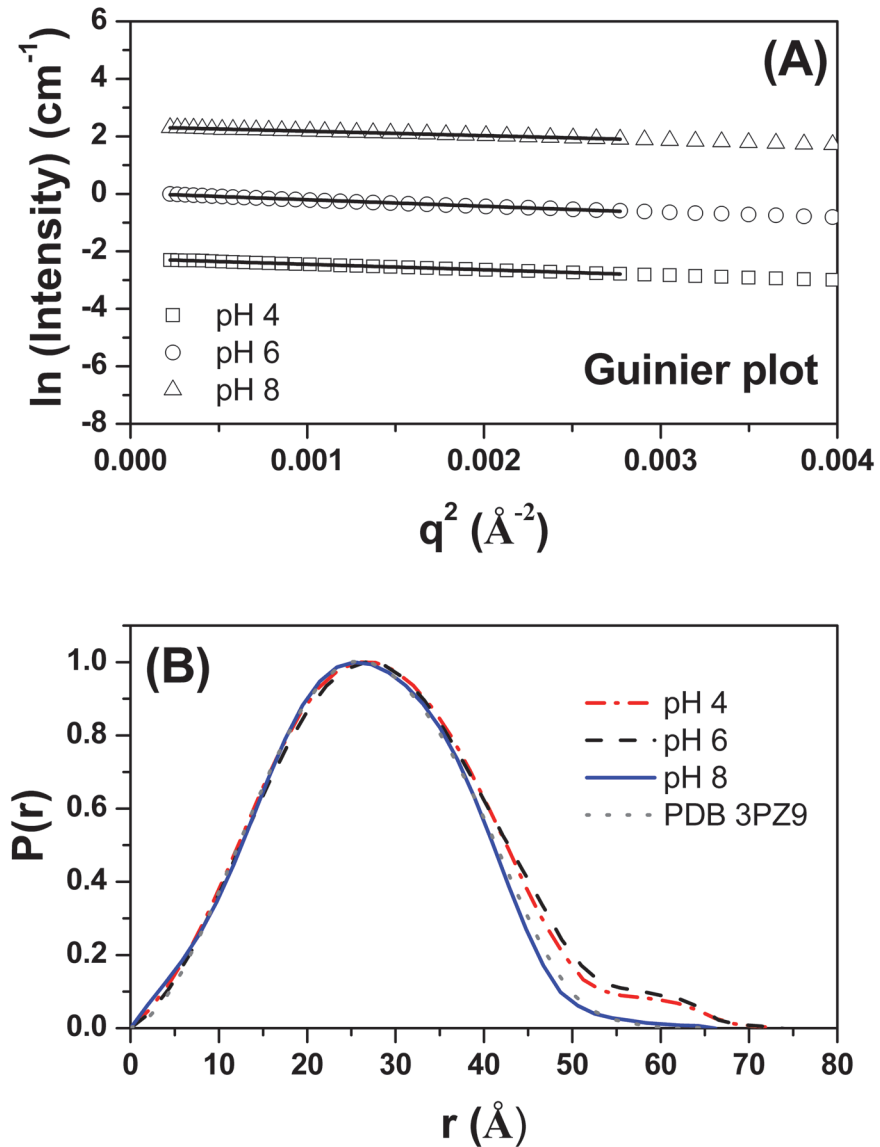 (A)
ln (Intensity) (cm⁻¹)
6
4
2
0
-2
-4
-6
-8
pH 4
pH 6
pH 8
Guinier plot
0.000 0.001 0.002 0.003 0.004
q² (Å⁻²)
(B)
P(r)
1.0
0.8
0.6
0.4
0.2
0.0
pH 4
pH 6
pH 8
PDB 3PZ9
0 10 20 30 40 50 60 70 80
r (Å)